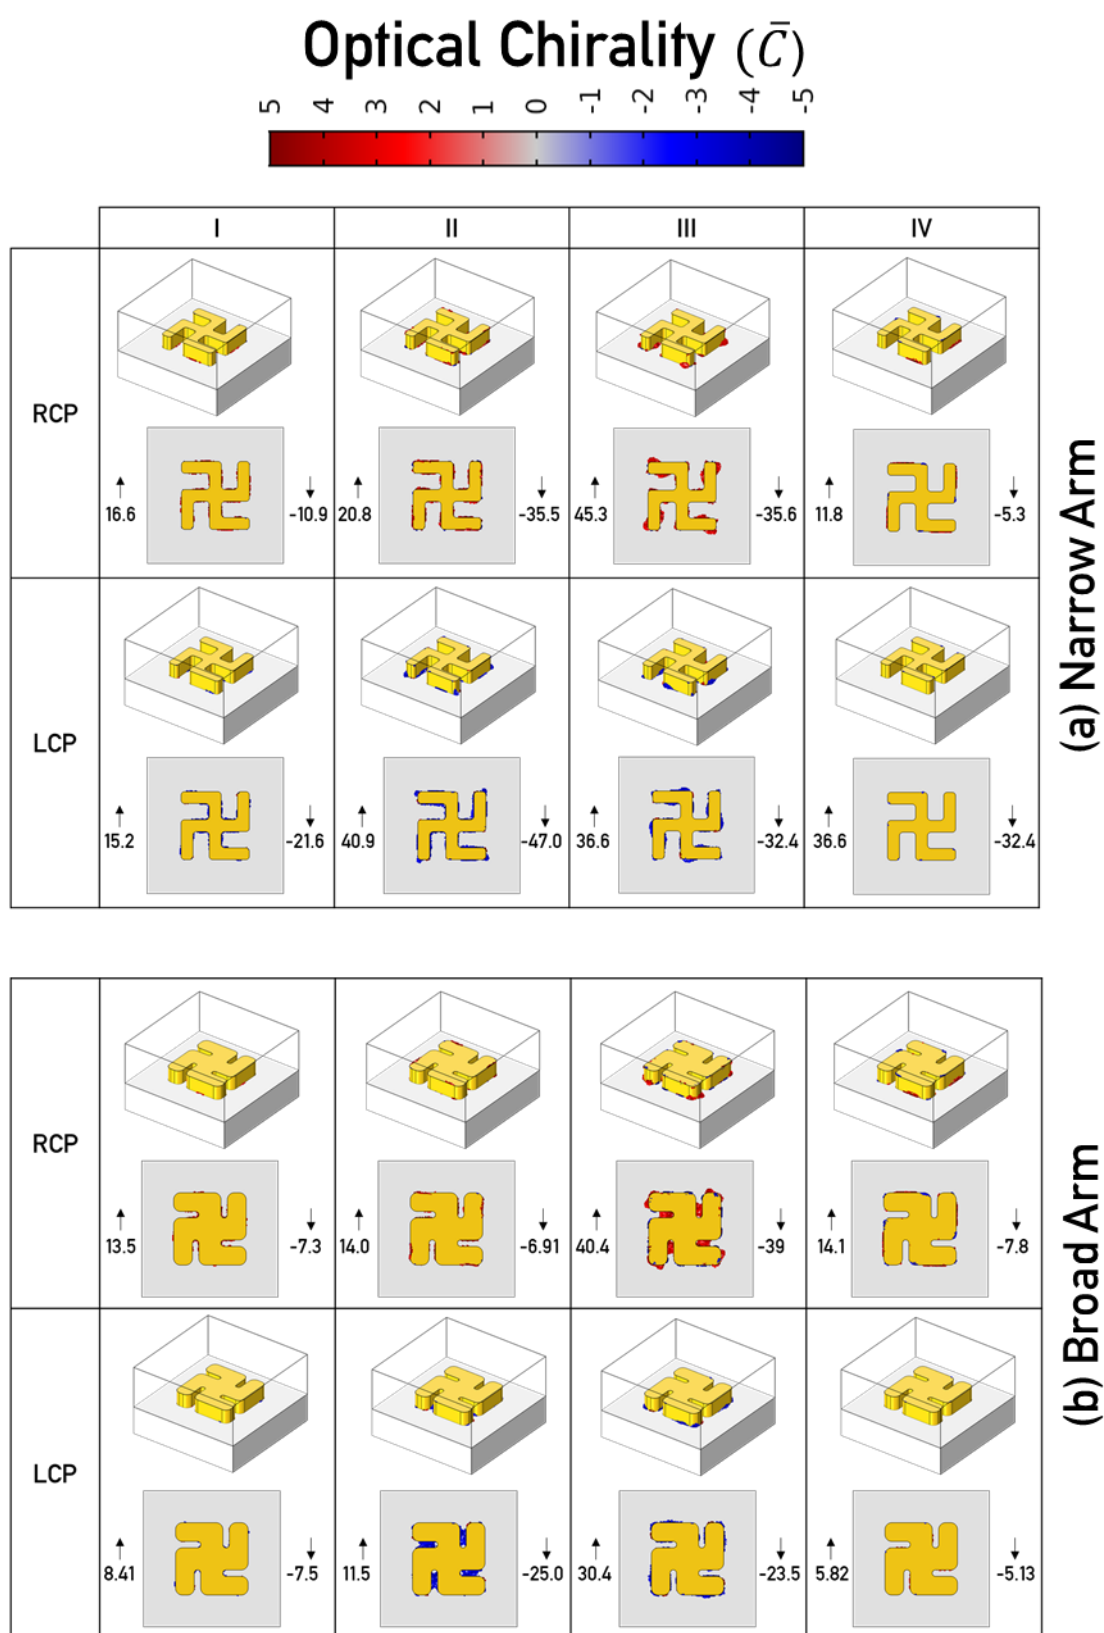 Optical Chirality (C̄)
5 4 3 2 1 0 -1 -2 -3 -4 -5
I II III IV
RCP
16.6 -10.9 20.8 -35.5 45.3 -35.6 11.8 -5.3
LCP
15.2 -21.6 40.9 -47.0 36.6 -32.4 36.6 -32.4
(a) Narrow Arm
RCP
13.5 -7.3 14.0 -6.91 40.4 -39 14.1 -7.8
LCP
8.41 -7.5 11.5 -25.0 30.4 -23.5 5.82 -5.13
(b) Broad Arm